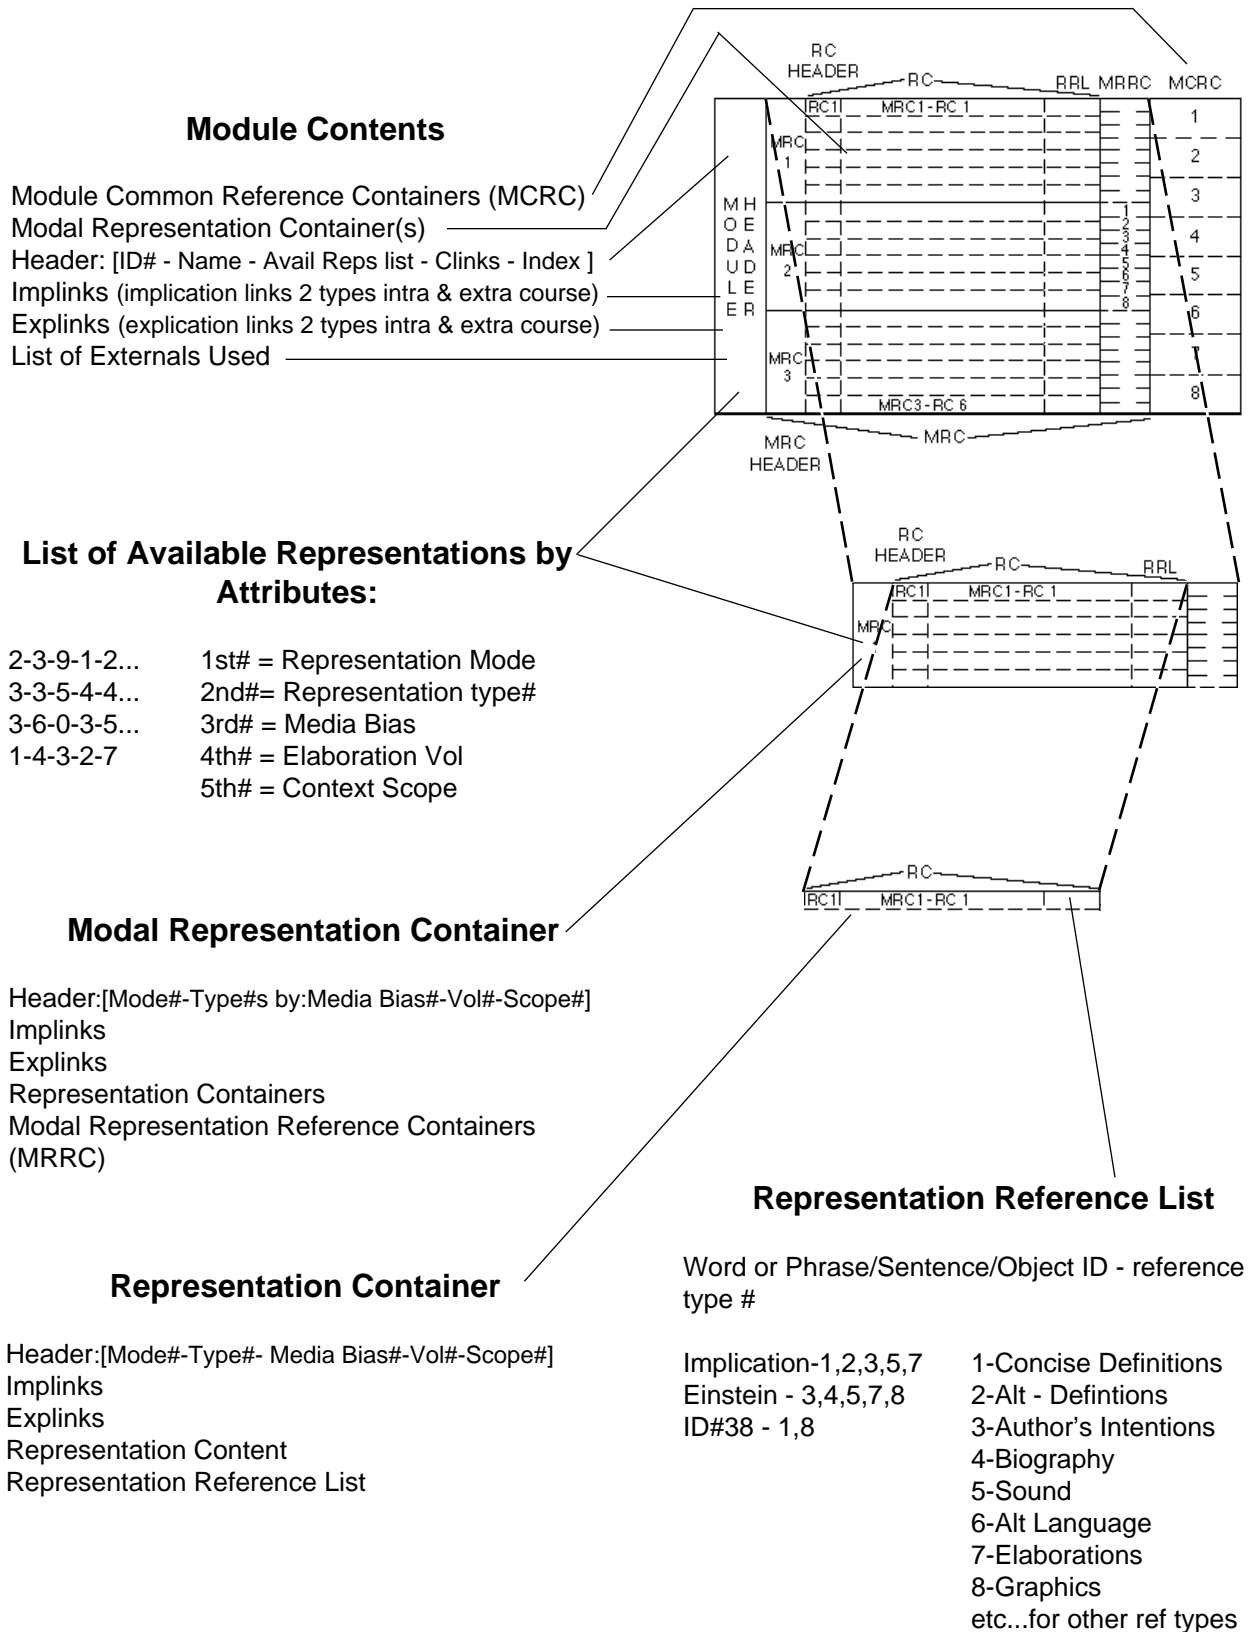 RC
HEADER
RC
RRL MRRC MCRC
Module Contents
Module Common Reference Containers (MCRC)
Modal Representation Container(s)
Header: [ID# - Name - Avail Reps list - Clinks - Index ]
Implinks (implication links 2 types intra & extra course)
Explinks (explication links 2 types intra & extra course)
List of Externals Used
MODULE
HEADER
RC1
MRC1-RC 1
MRC
1
MRC
2
MRC
3
MRC3-RC 6
1
2
3
4
5
6
7
8
1
2
3
4
5
6
7
8
MRC
HEADER
MRC
List of Available Representations by
Attributes:
2-3-9-1-2... 1st# = Representation Mode
3-3-5-4-4... 2nd#= Representation type#
3-6-0-3-5... 3rd# = Media Bias
1-4-3-2-7 4th# = Elaboration Vol
5th# = Context Scope
RC
HEADER
RC
RRL
RC1 MRC1-RC 1
MRC
RC
RC1 MRC1-RC 1
Modal Representation Container
Header:[Mode#-Type#s by:Media Bias#-Vol#-Scope#]
Implinks
Explinks
Representation Containers
Modal Representation Reference Containers
(MRRC)
Representation Container
Header:[Mode#-Type#- Media Bias#-Vol#-Scope#]
Implinks
Explinks
Representation Content
Representation Reference List
Representation Reference List
Word or Phrase/Sentence/Object ID - reference
type #
Implication-1,2,3,5,7
Einstein - 3,4,5,7,8
ID#38 - 1,8
1-Concise Definitions
2-Alt - Defintions
3-Author's Intentions
4-Biography
5-Sound
6-Alt Language
7-Elaborations
8-Graphics
etc...for other ref types